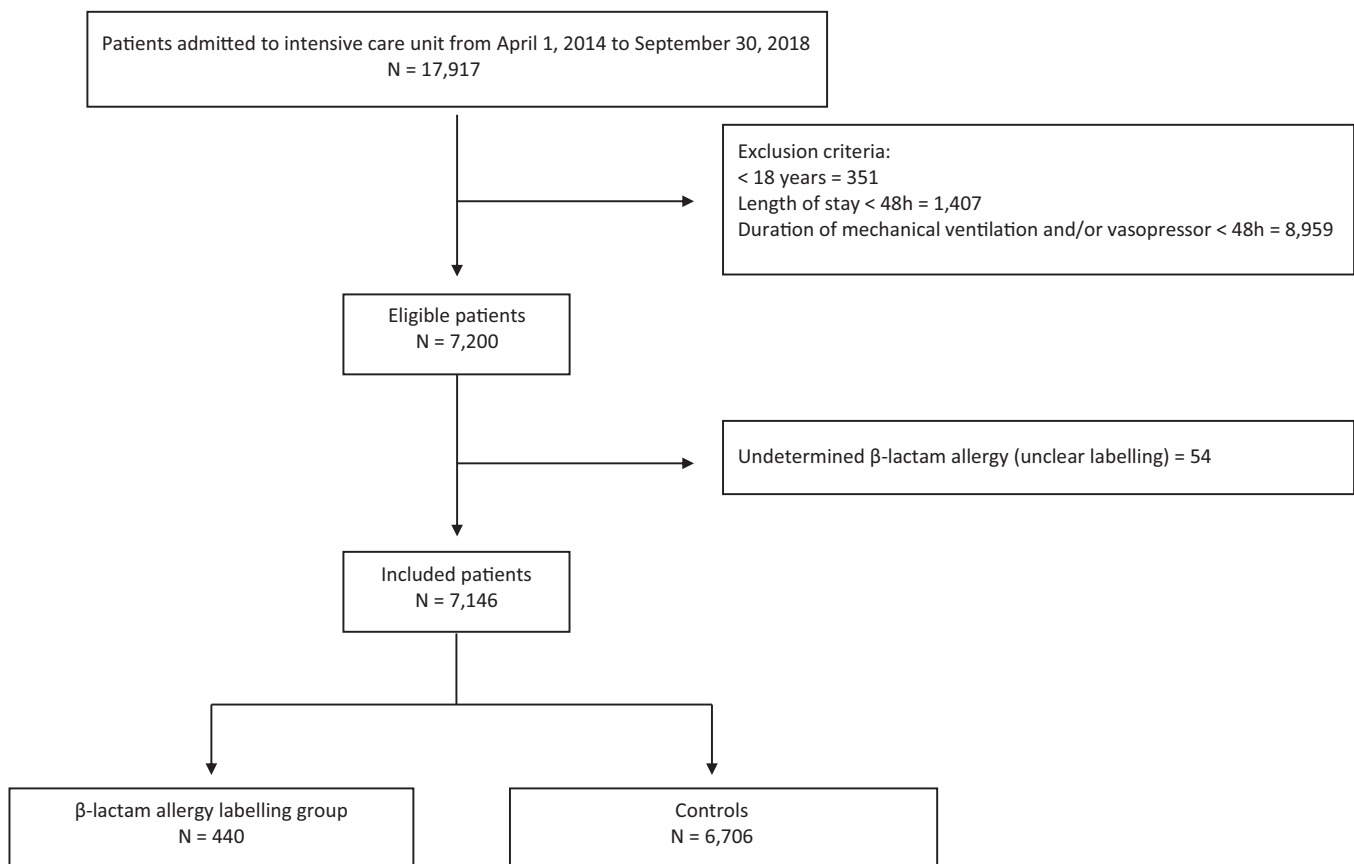 Patients admitted to intensive care unit from April 1, 2014 to September 30, 2018
N = 17,917
Exclusion criteria:
< 18 years = 351
Length of stay < 48h = 1,407
Duration of mechanical ventilation and/or vasopressor < 48h = 8,959
Eligible patients
N = 7,200
Undetermined β-lactam allergy (unclear labelling) = 54
Included patients
N = 7,146
β-lactam allergy labelling group
N = 440
Controls
N = 6,706